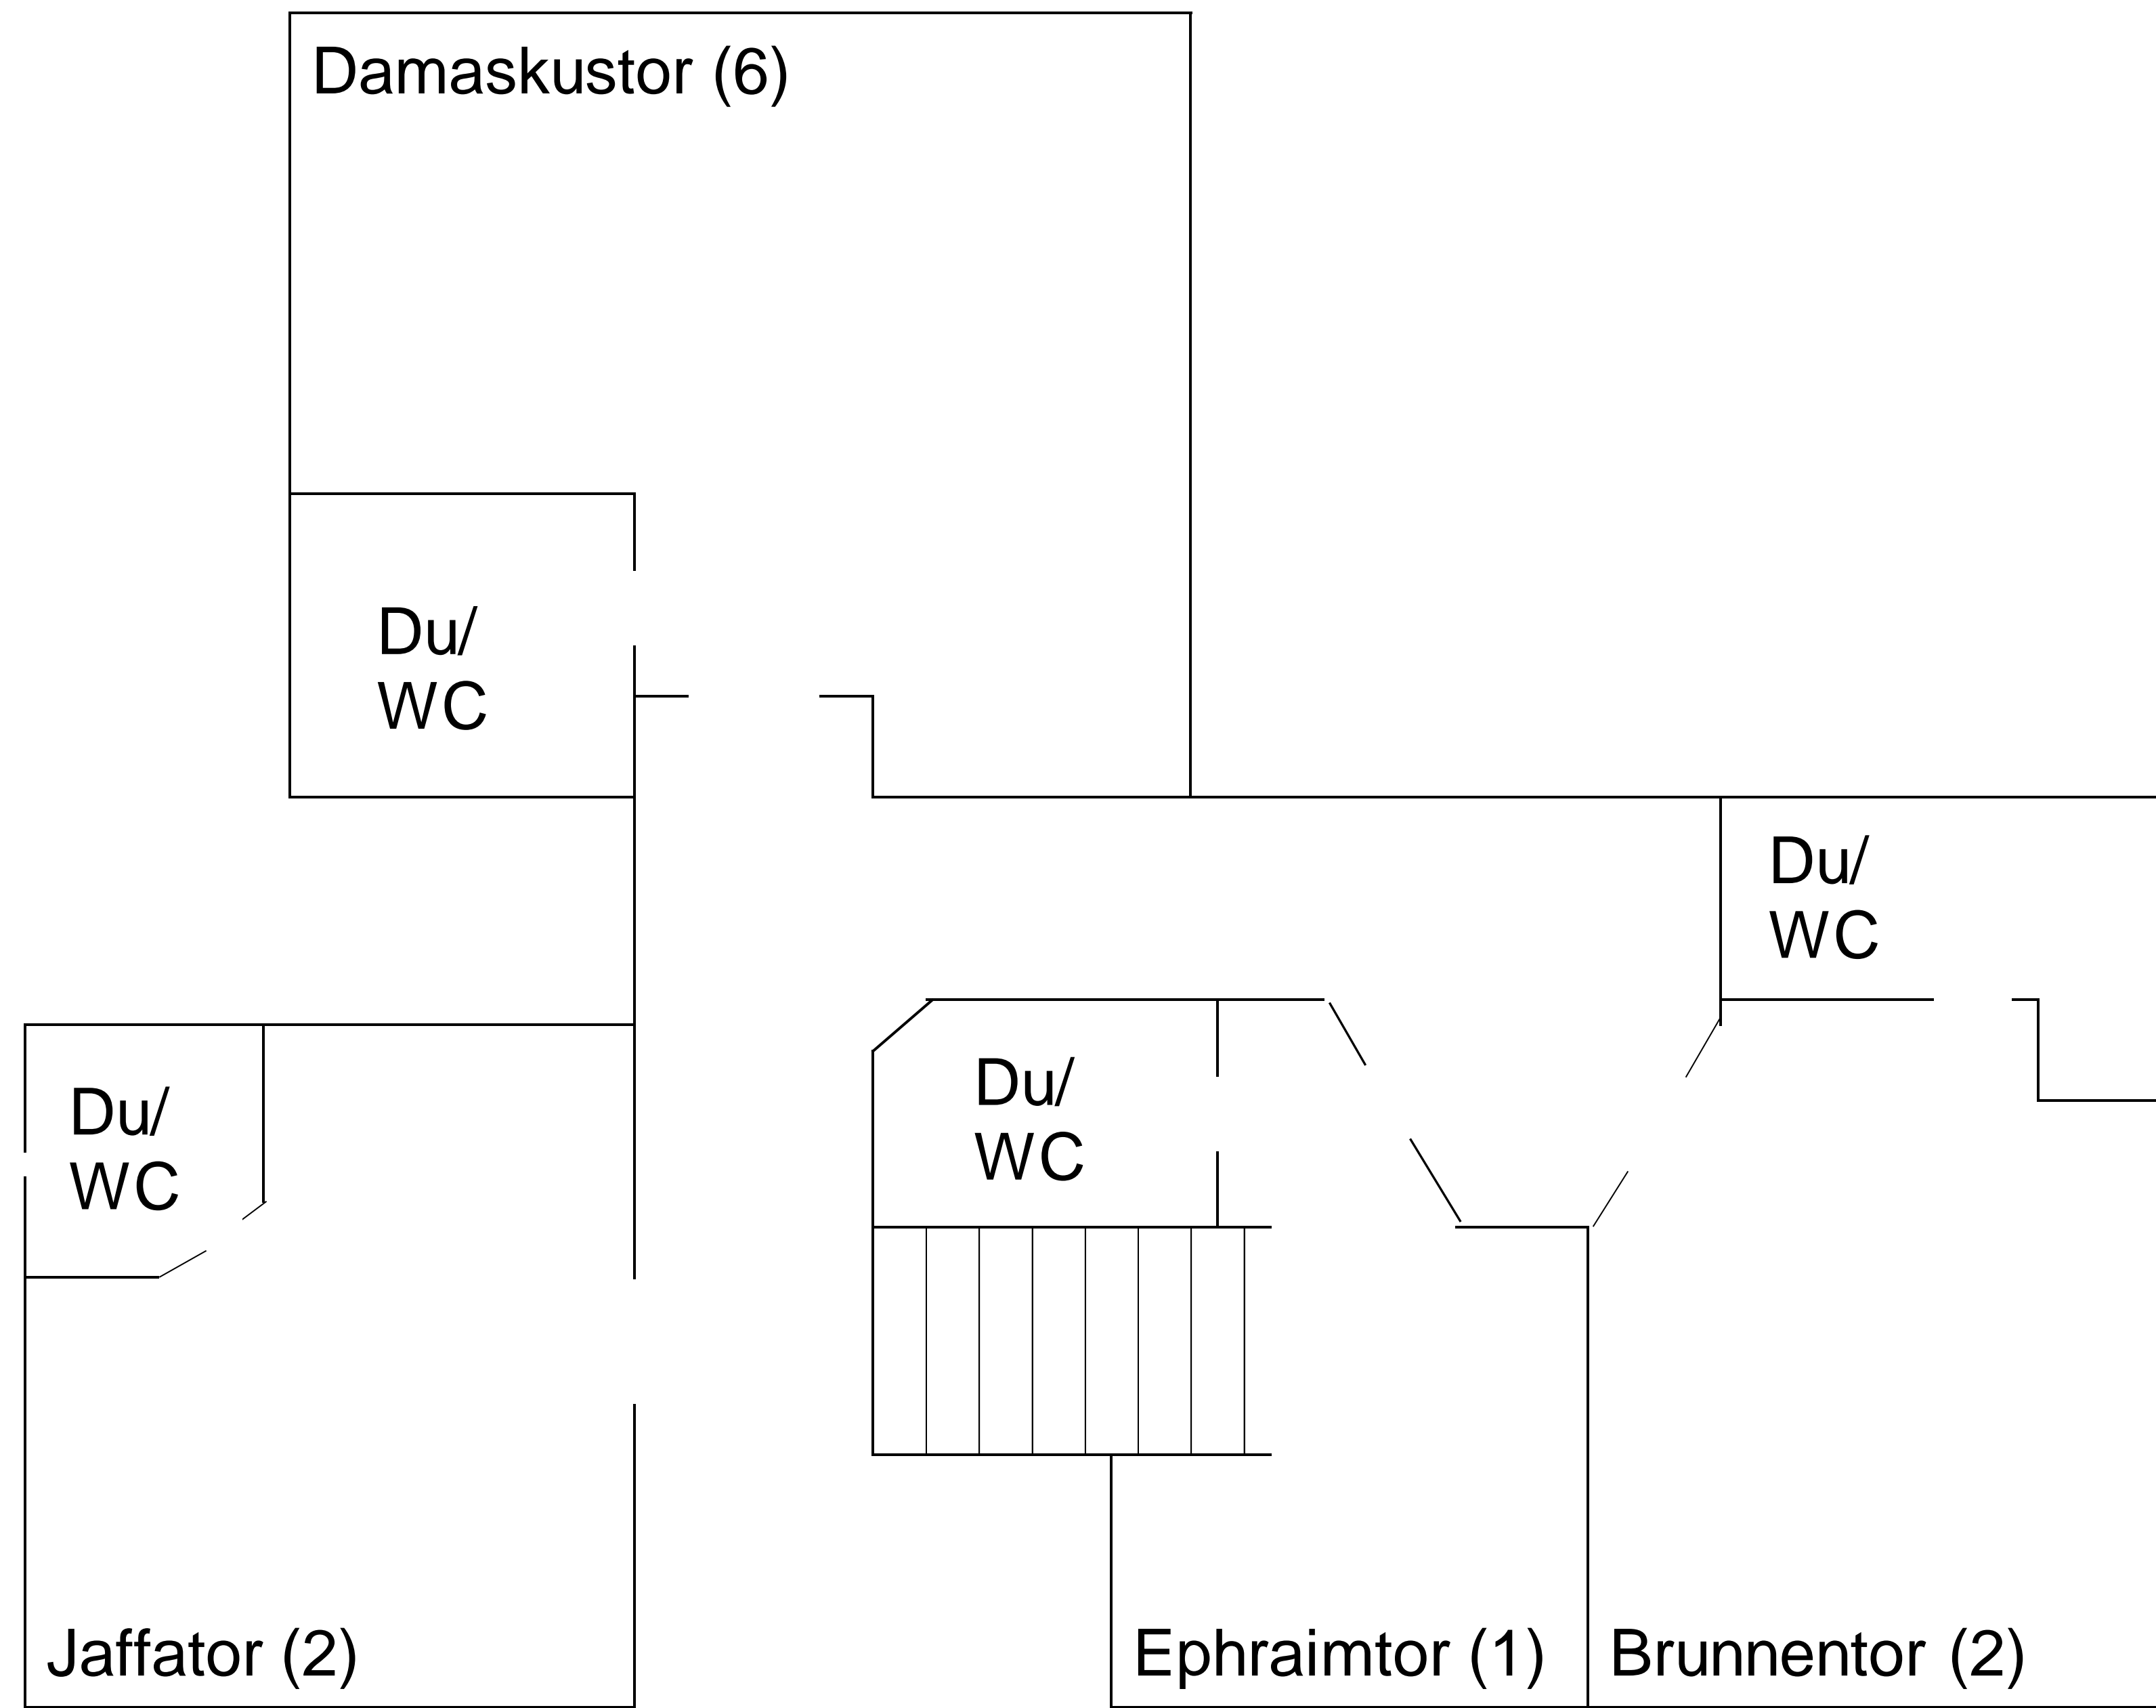 Damaskustor (6)
Du/
WC
Du/
WC
Du/
WC
Du/
WC
Jaffator (2)
Ephraimtor (1)
Brunnentor (2)